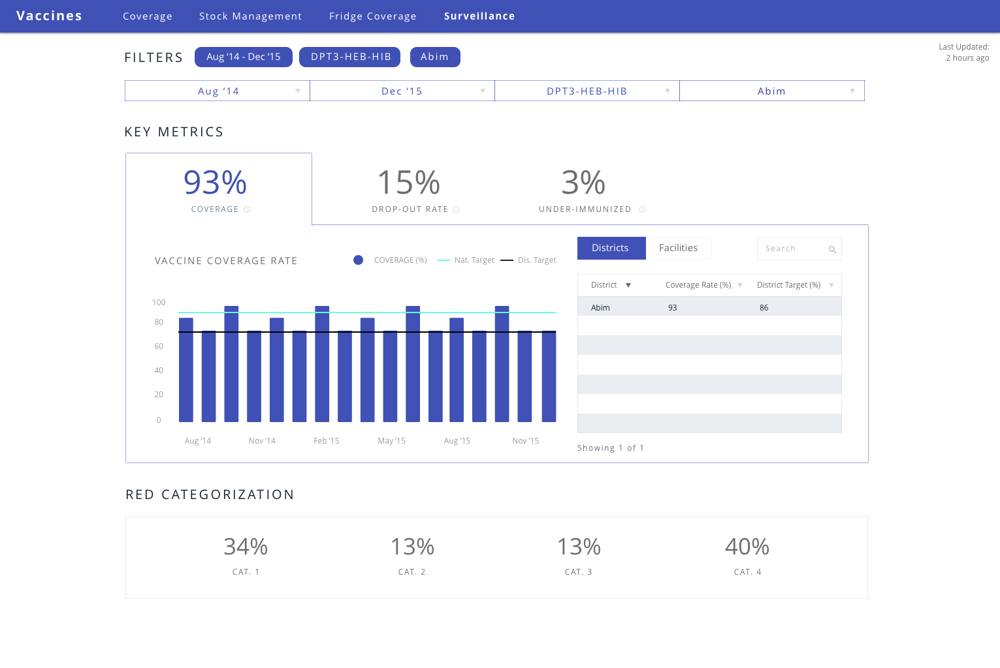 Vaccines Coverage Stock Management Fridge Coverage Surveillance
Last Updated:
2 hours ago
FILTERS Aug ‘14 - Dec ‘15 DPT3-HEB-HIB Abim
Aug ‘14 Dec ‘15 DPT3-HEB-HIB Abim
KEY METRICS
93% 15% 3%
COVERAGE DROP-OUT RATE UNDER-IMMUNIZED
VACCINE COVERAGE RATE COVERAGE (%) Nat. Target Dis. Target
100
80
60
40
20
0
Aug ‘14 Nov ‘14 Feb ‘15 May ‘15 Aug ‘15 Nov ‘15
Districts Facilities Search
District Coverage Rate (%) District Target (%)
Abim 93 86
Showing 1 of 1
RED CATEGORIZATION
34% 13% 13% 40%
CAT. 1 CAT. 2 CAT. 3 CAT. 4